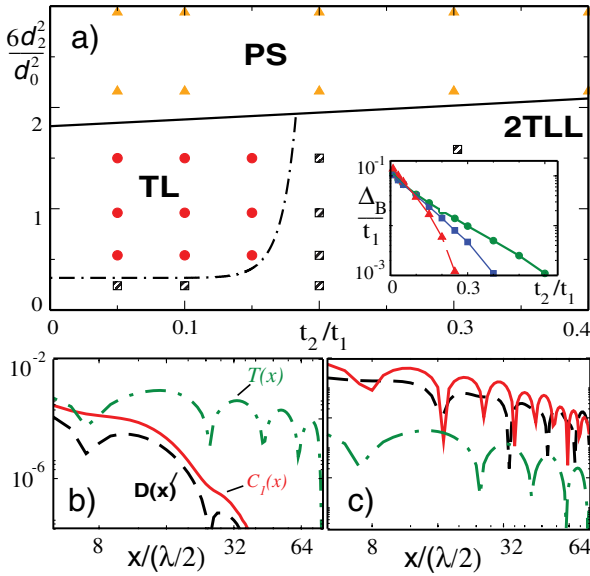 a)
6d₂²/d₀²
PS
2
2TLL
TL
1
10⁻¹
Δ_B/t₁
10⁻³
0
0.3
t₂/t₁
0
0
0.1
t₂/t₁
0.3
0.4
10⁻²
T(x)
10⁻⁶
D(x)
C₁(x)
b)
c)
8
32
64
8
32
64
x/(λ/2)
x/(λ/2)